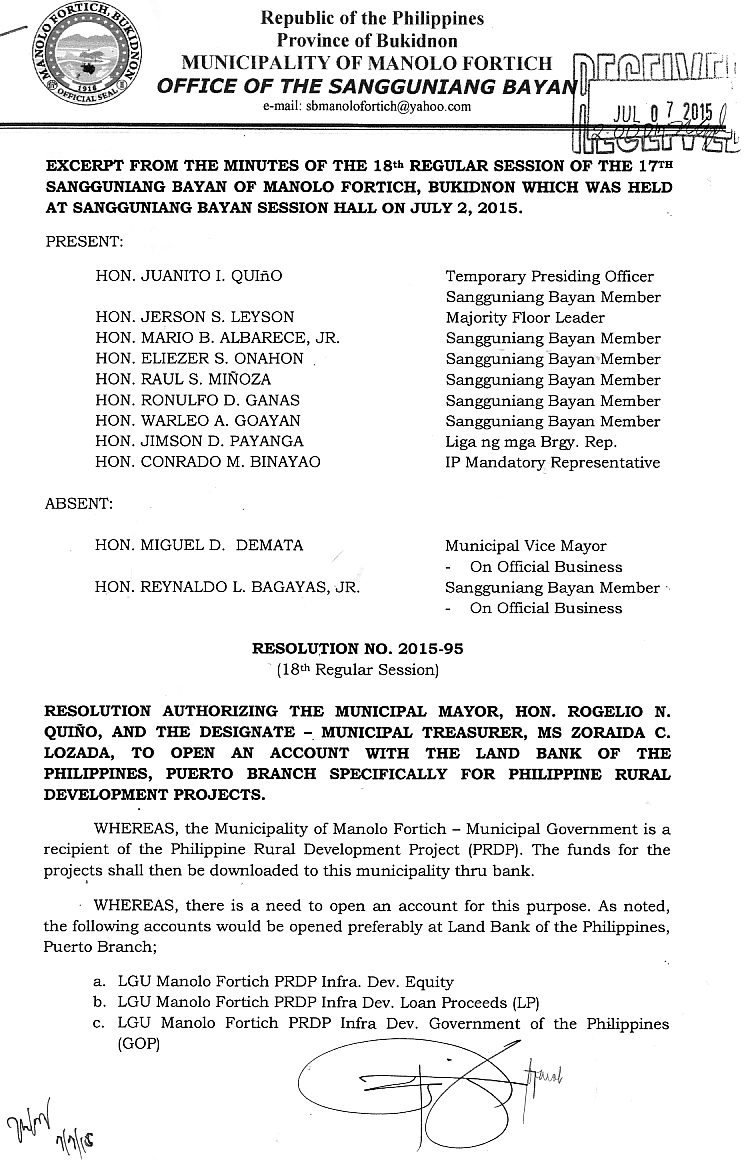 Republic of the Philippines
Province of Bukidnon
MUNICIPALITY OF MANOLO FORTICH
OFFICE OF THE SANGGUNIANG BAYAN
e-mail: sbmanolofortich@yahoo.com
MANOLO FORTICH, BUKIDNON
1916
OFFICIAL SEAL
RECEIVED
JUL 07 2015
EXCERPT FROM THE MINUTES OF THE 18th REGULAR SESSION OF THE 17TH
SANGGUNIANG BAYAN OF MANOLO FORTICH, BUKIDNON WHICH WAS HELD
AT SANGGUNIANG BAYAN SESSION HALL ON JULY 2, 2015.
PRESENT:
HON. JUANITO I. QUIñO Temporary Presiding Officer
Sangguniang Bayan Member
HON. JERSON S. LEYSON Majority Floor Leader
HON. MARIO B. ALBARECE, JR. Sangguniang Bayan Member
HON. ELIEZER S. ONAHON Sangguniang Bayan Member
HON. RAUL S. MIÑOZA Sangguniang Bayan Member
HON. RONULFO D. GANAS Sangguniang Bayan Member
HON. WARLEO A. GOAYAN Sangguniang Bayan Member
HON. JIMSON D. PAYANGA Liga ng mga Brgy. Rep.
HON. CONRADO M. BINAYAO IP Mandatory Representative
ABSENT:
HON. MIGUEL D. DEMATA Municipal Vice Mayor
- On Official Business
HON. REYNALDO L. BAGAYAS, JR. Sangguniang Bayan Member
- On Official Business
RESOLUTION NO. 2015-95
(18th Regular Session)
RESOLUTION AUTHORIZING THE MUNICIPAL MAYOR, HON. ROGELIO N.
QUIÑO, AND THE DESIGNATE – MUNICIPAL TREASURER, MS ZORAIDA C.
LOZADA, TO OPEN AN ACCOUNT WITH THE LAND BANK OF THE
PHILIPPINES, PUERTO BRANCH SPECIFICALLY FOR PHILIPPINE RURAL
DEVELOPMENT PROJECTS.
WHEREAS, the Municipality of Manolo Fortich – Municipal Government is a
recipient of the Philippine Rural Development Project (PRDP). The funds for the
projects shall then be downloaded to this municipality thru bank.
WHEREAS, there is a need to open an account for this purpose. As noted,
the following accounts would be opened preferably at Land Bank of the Philippines,
Puerto Branch;
a. LGU Manolo Fortich PRDP Infra. Dev. Equity
b. LGU Manolo Fortich PRDP Infra Dev. Loan Proceeds (LP)
c. LGU Manolo Fortich PRDP Infra Dev. Government of the Philippines
(GOP)
7/7/15